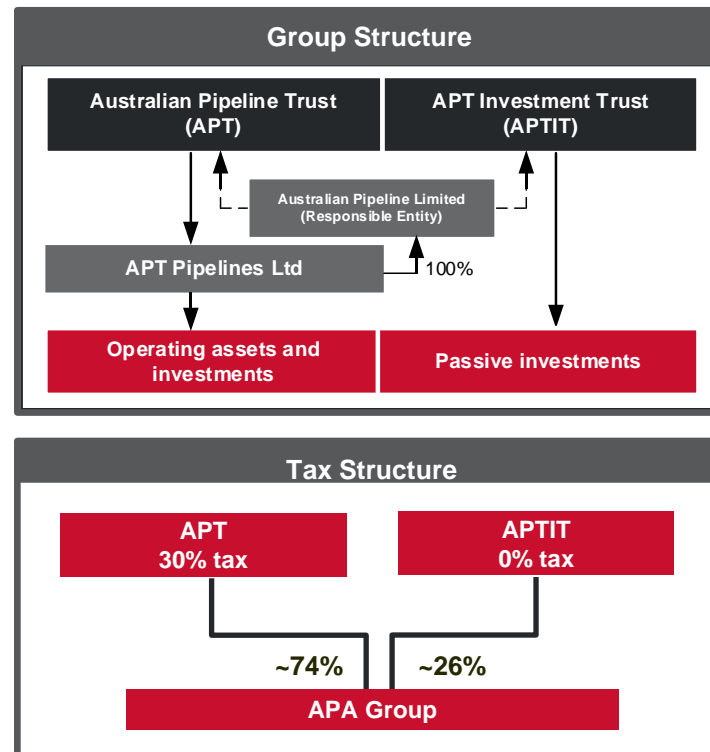 Group Structure
Australian Pipeline Trust
(APT)
APT Investment Trust
(APTIT)
Australian Pipeline Limited
(Responsible Entity)
APT Pipelines Ltd
100%
Operating assets and
investments
Passive investments
Tax Structure
APT
30% tax
APTIT
0% tax
~74%
~26%
APA Group